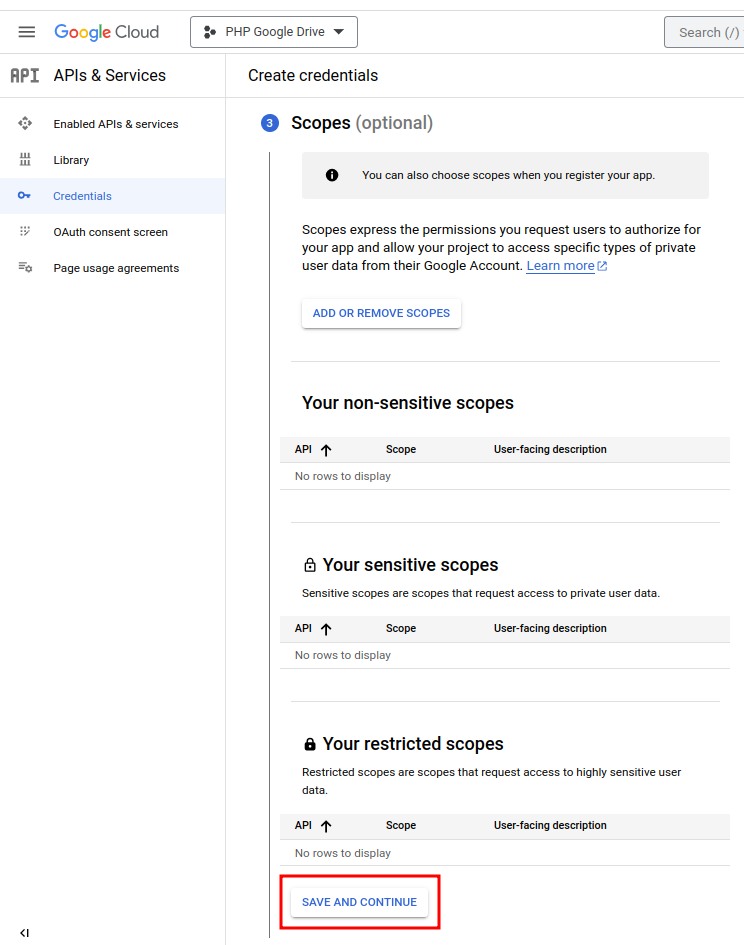 Google Cloud
PHP Google Drive
Search (/)
API APIs & Services
Create credentials
Enabled APIs & services
Library
Credentials
OAuth consent screen
Page usage agreements
3 Scopes (optional)
You can also choose scopes when you register your app.
Scopes express the permissions you request users to authorize for
your app and allow your project to access specific types of private
user data from their Google Account. Learn more
ADD OR REMOVE SCOPES
Your non-sensitive scopes
API Scope User-facing description
No rows to display
Your sensitive scopes
Sensitive scopes are scopes that request access to private user data.
API Scope User-facing description
No rows to display
Your restricted scopes
Restricted scopes are scopes that request access to highly sensitive user
data.
API Scope User-facing description
No rows to display
SAVE AND CONTINUE